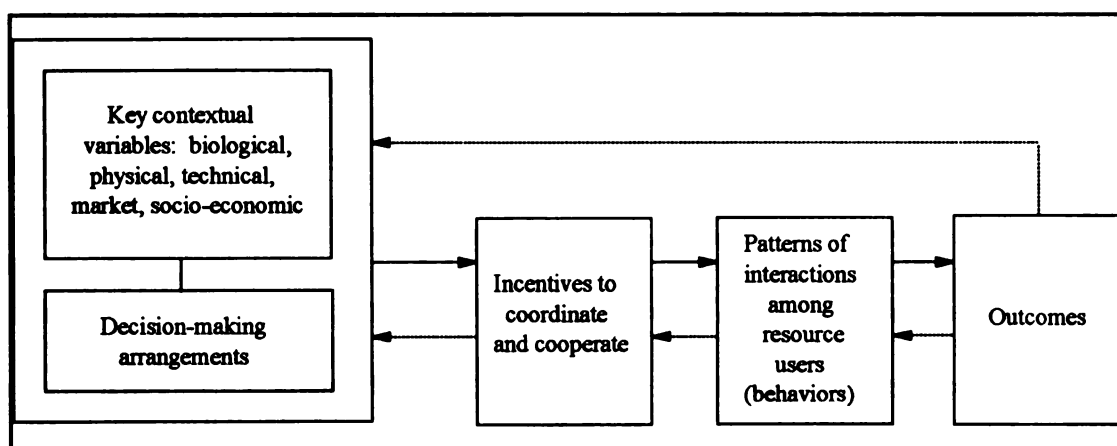 Key contextual
variables: biological,
physical, technical,
market, socio-economic
Decision-making
arrangements
Incentives to
coordinate
and cooperate
Patterns of
interactions
among
resource
users
(behaviors)
Outcomes